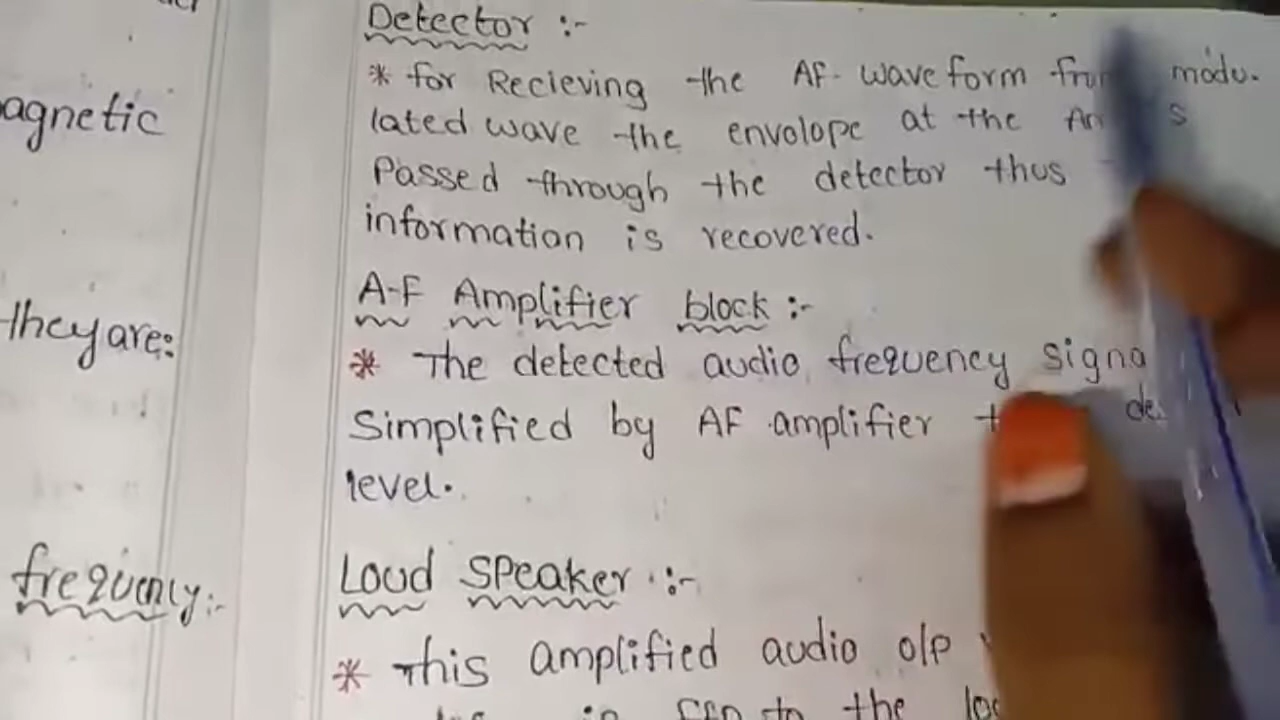 agnetic
they are:
frequency:-
Detector :-
* for Recieving the AF waveform from modu.
lated wave the envolope at the
Passed through the detector thus
information is recovered.
A-F Amplifier block :-
* The detected audio frequency
Simplified by AF amplifier
level.
Loud SPeaker :-
* This amplified audio o/p
to the